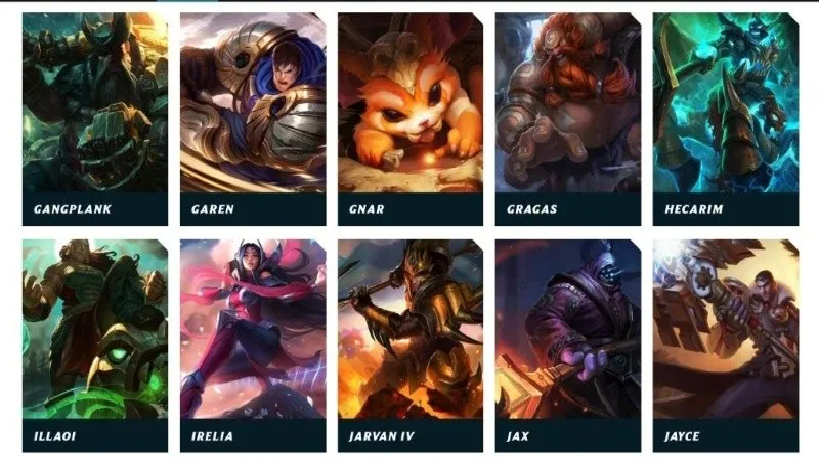 GANGPLANK
GAREN
GNAR
GRAGAS
HECARIM
ILLAOI
IRELIA
JARVAN IV
JAX
JAYCE